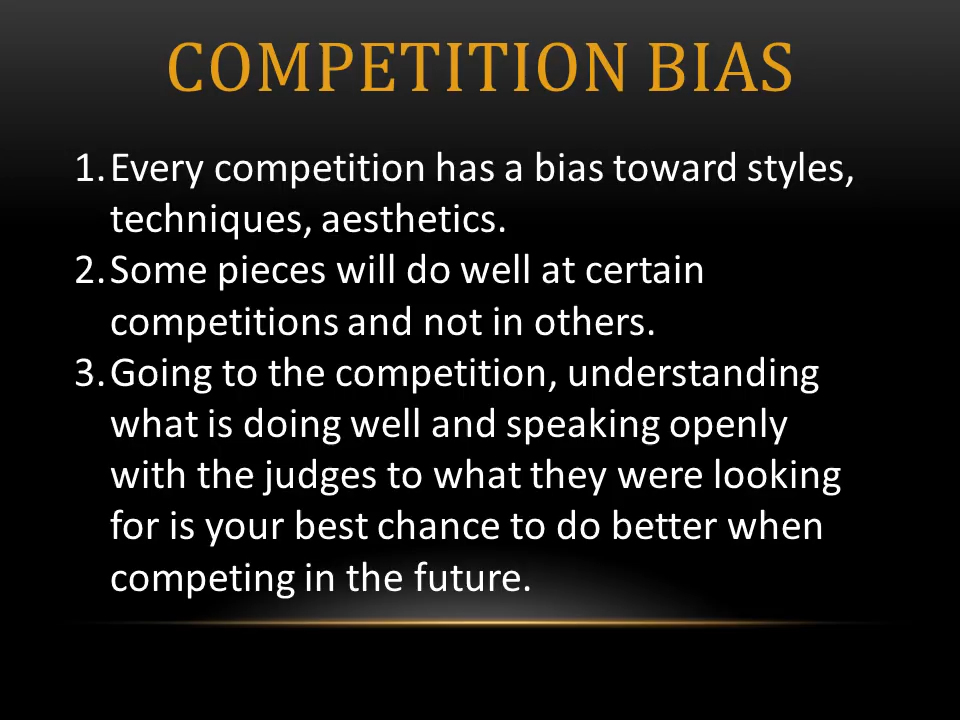 COMPETITION BIAS
1. Every competition has a bias toward styles,
techniques, aesthetics.
2. Some pieces will do well at certain
competitions and not in others.
3. Going to the competition, understanding
what is doing well and speaking openly
with the judges to what they were looking
for is your best chance to do better when
competing in the future.